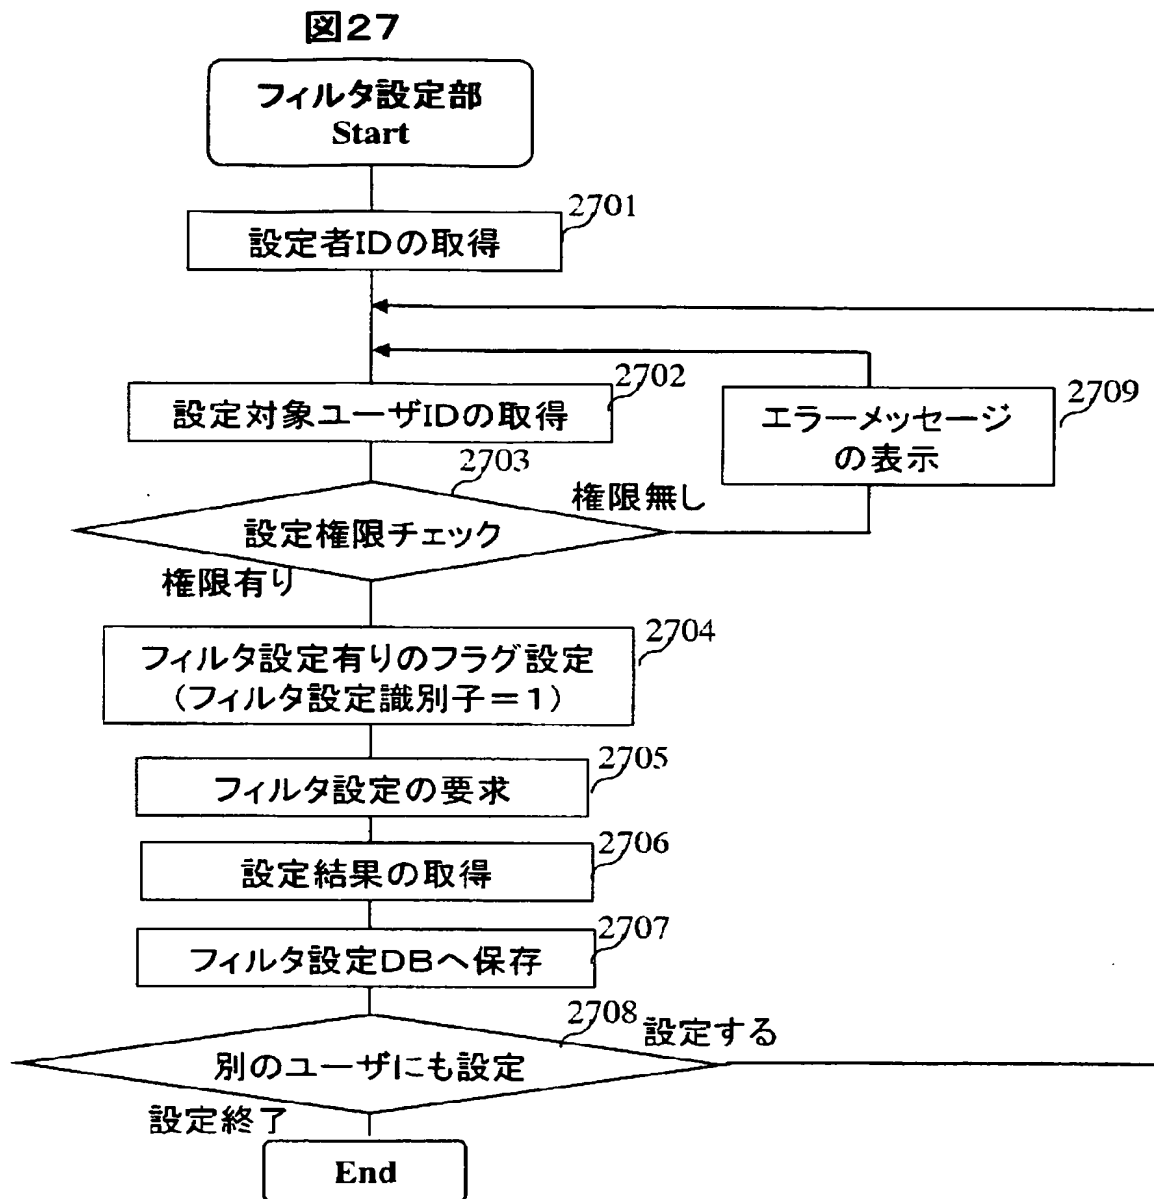 図27
フィルタ設定部
Start
2701
設定者IDの取得
2702
設定対象ユーザIDの取得
2709
エラーメッセージ
の表示
2703
設定権限チェック
権限無し
権限有り
2704
フィルタ設定有りのフラグ設定
(フィルタ設定識別子=1)
2705
フィルタ設定の要求
2706
設定結果の取得
2707
フィルタ設定DBへ保存
2708
別のユーザにも設定
設定する
設定終了
End